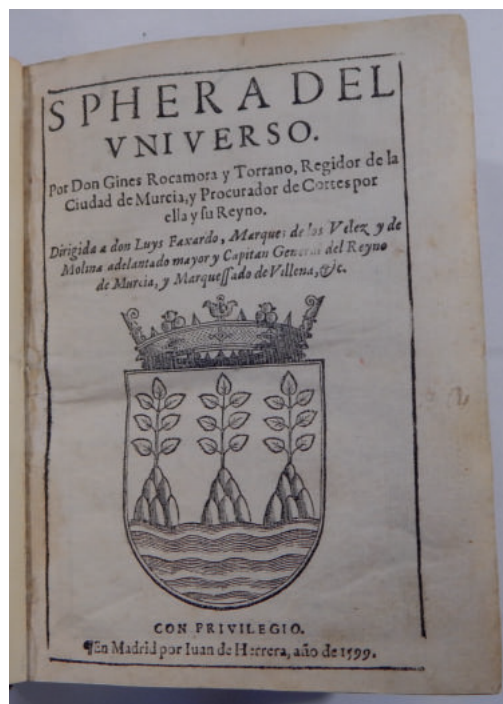 SPHERA DEL
VNIVERSO.
Por Don Gines Rocamora y Torrano, Regidor de la
Ciudad de Murcia, y Procurador de Cortes por
ella y su Reyno.
Dirigida a don Luys Faxardo, Marques de los Velez y de
Molina adelantado mayor y Capitan General del Reyno
de Murcia, y Marquessado de Villena, &c.
CON PRIVILEGIO.
¶En Madrid por Iuan de Herrera, año de 1599.